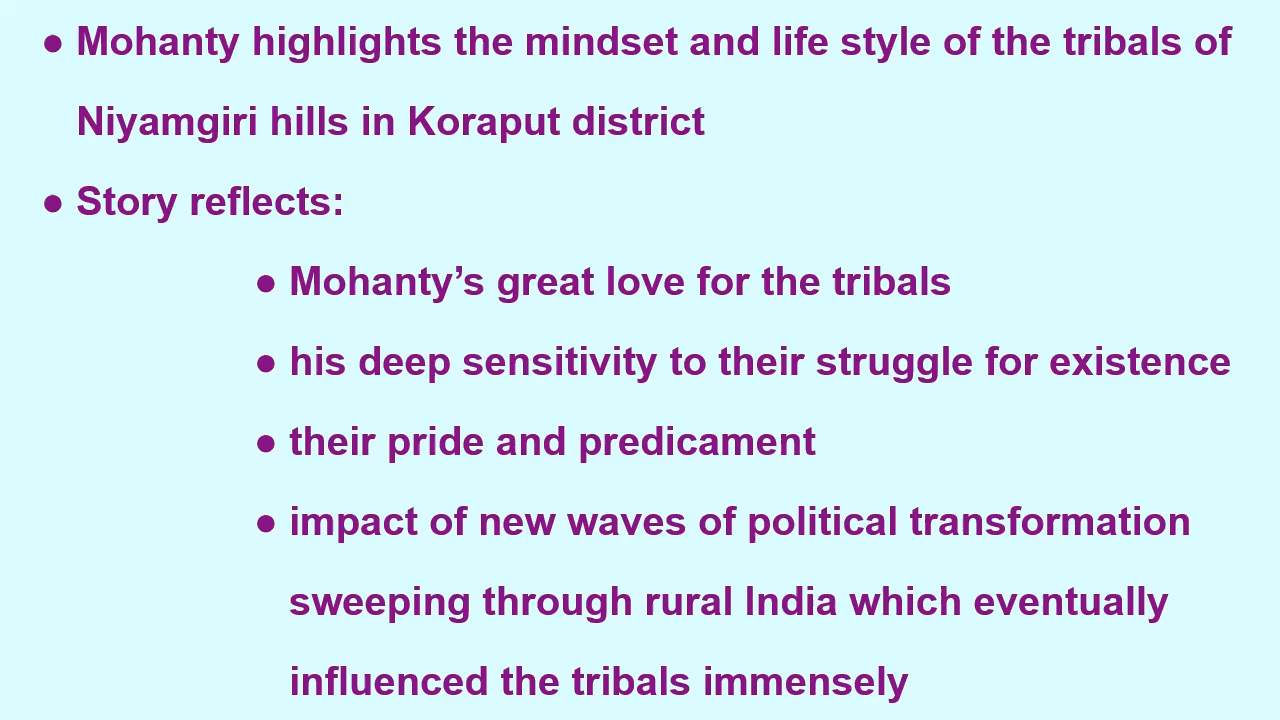 ● Mohanty highlights the mindset and life style of the tribals of
Niyamgiri hills in Koraput district
● Story reflects:
● Mohanty’s great love for the tribals
● his deep sensitivity to their struggle for existence
● their pride and predicament
● impact of new waves of political transformation
sweeping through rural India which eventually
influenced the tribals immensely